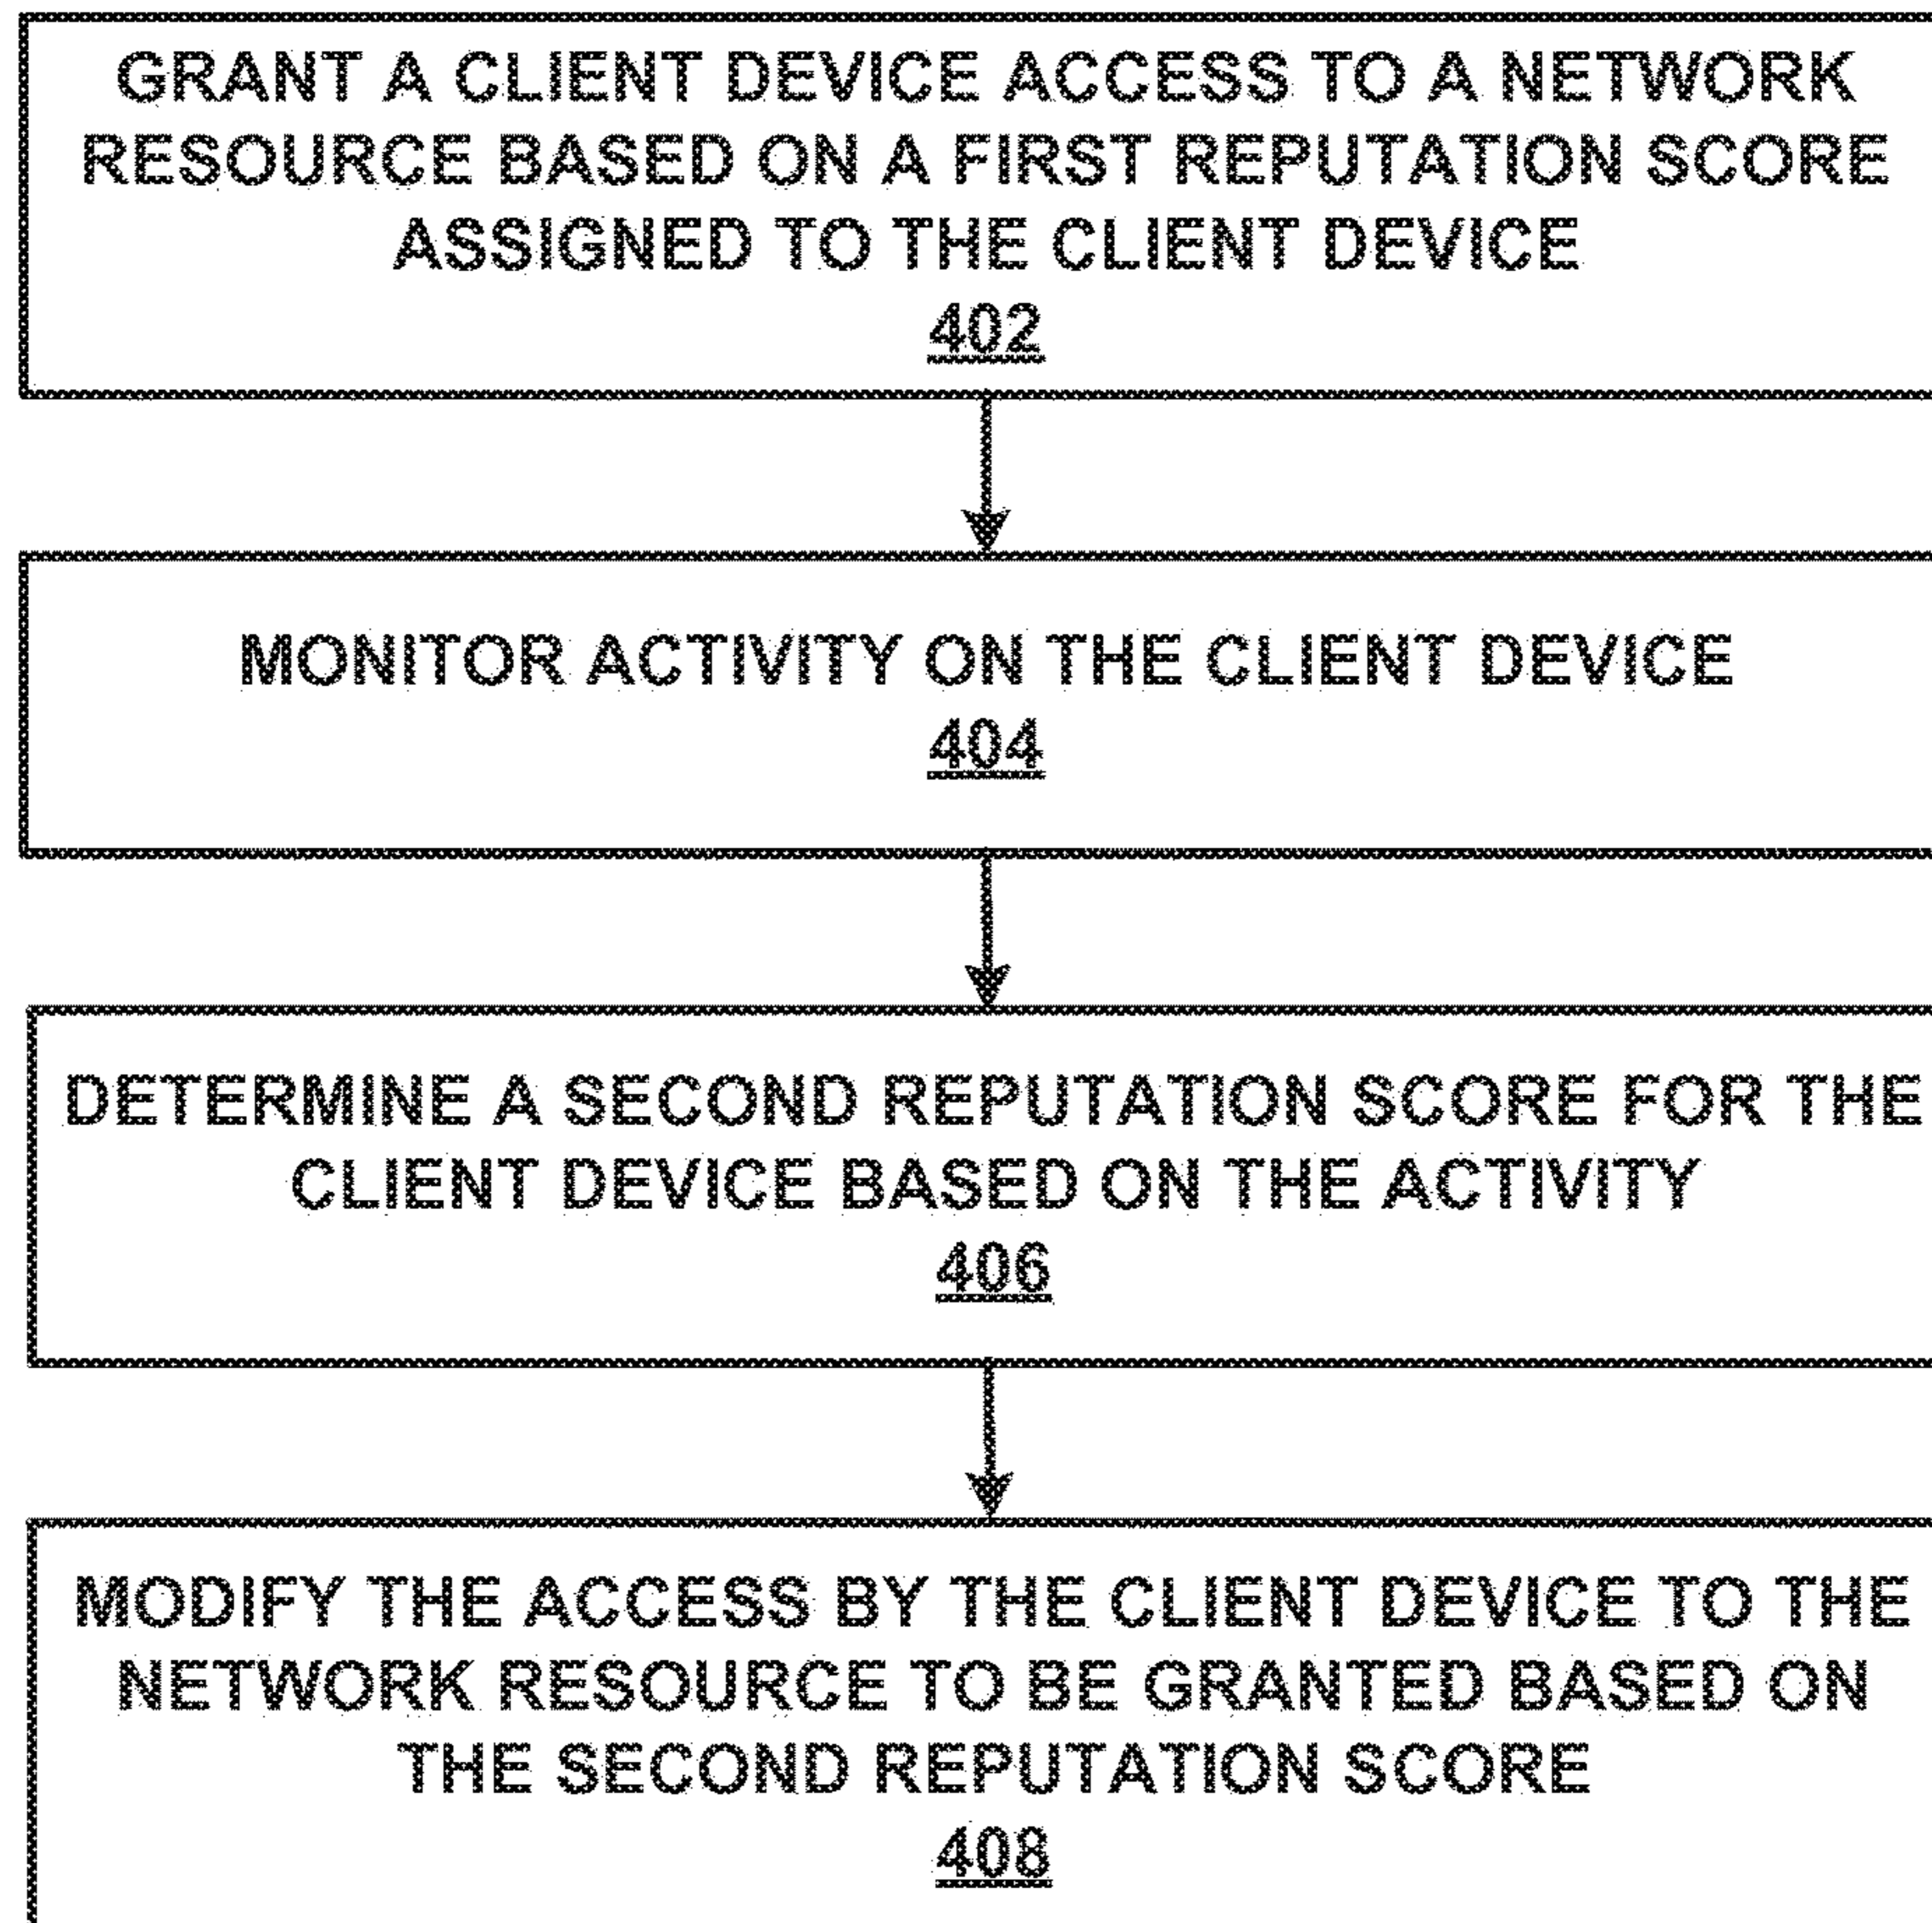 GRANT A CLIENT DEVICE ACCESS TO A NETWORK
RESOURCE BASED ON A FIRST REPUTATION SCORE
ASSIGNED TO THE CLIENT DEVICE
402
MONITOR ACTIVITY ON THE CLIENT DEVICE
404
DETERMINE A SECOND REPUTATION SCORE FOR THE
CLIENT DEVICE BASED ON THE ACTIVITY
406
MODIFY THE ACCESS BY THE CLIENT DEVICE TO THE
NETWORK RESOURCE TO BE GRANTED BASED ON
THE SECOND REPUTATION SCORE
408